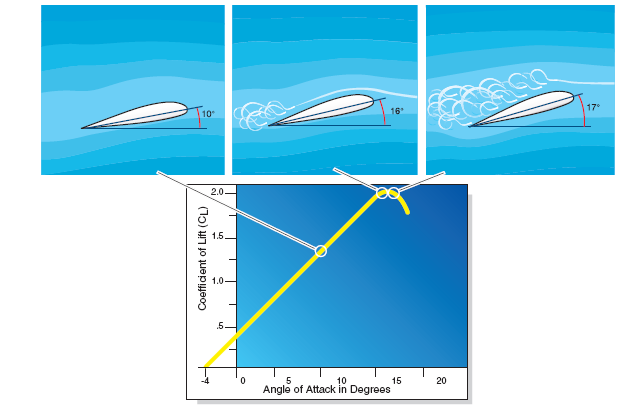 10°
16°
17°
2.0
1.5
1.0
.5
Coefficient of Lift (CL)
-4 0 5 10 15 20
Angle of Attack in Degrees